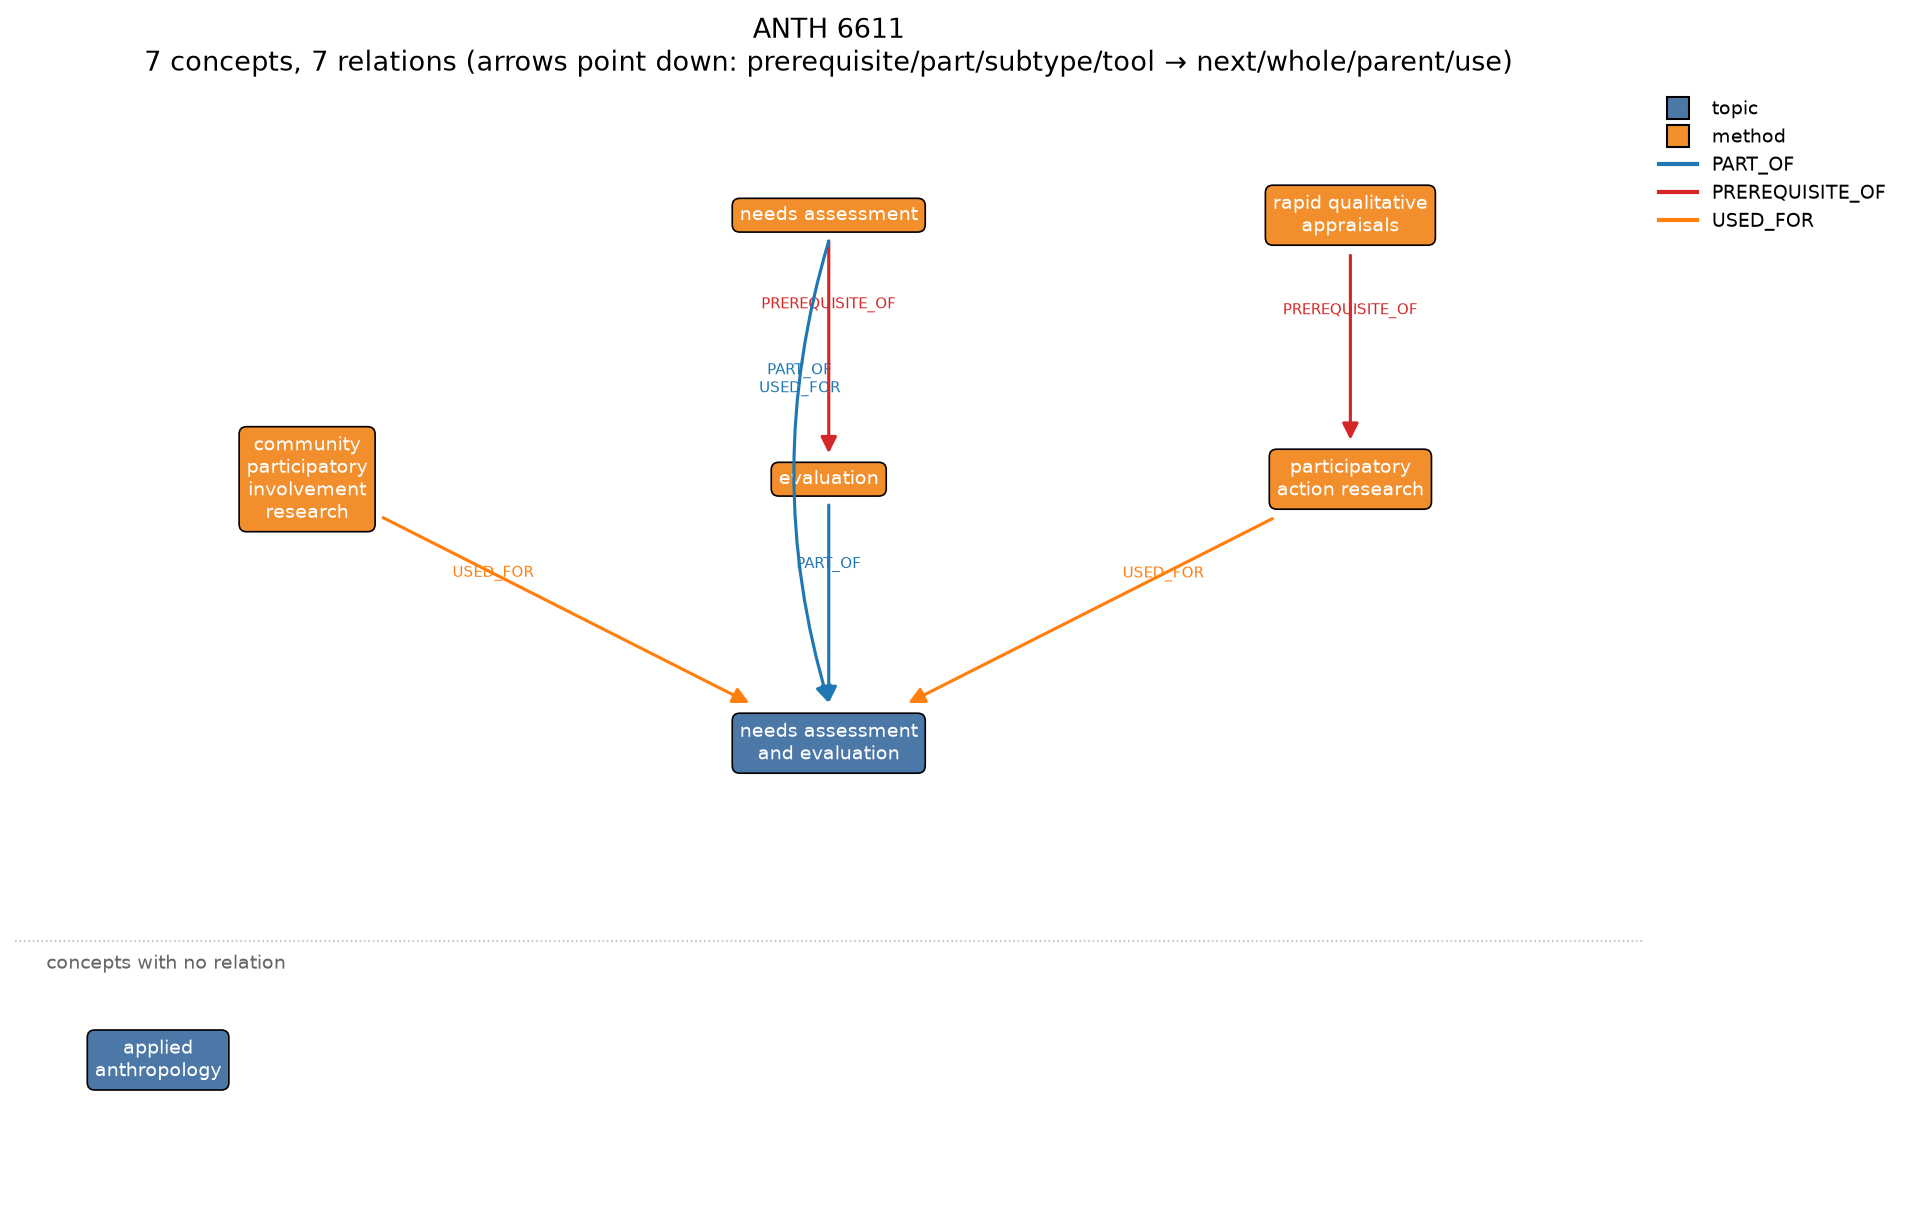 ANTH 6611
7 concepts, 7 relations (arrows point down: prerequisite/part/subtype/tool → next/whole/parent/use)
topic
method
PART_OF
PREREQUISITE_OF
USED_FOR
needs assessment
rapid qualitative
appraisals
PREREQUISITE_OF
PREREQUISITE_OF
PART_OF
USED_FOR
community
participatory
involvement
research
evaluation
participatory
action research
USED_FOR
PART_OF
USED_FOR
needs assessment
and evaluation
concepts with no relation
applied
anthropology